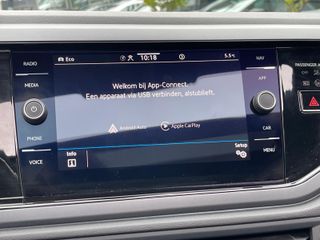 Eco
10:18
5.5°C
RADIO
MEDIA
PHONE
VOICE
Welkom bij App-Connect.
Een apparaat via USB verbinden, alstublieft.
Android Auto
Apple CarPlay
Info
Setup
NAV
APP
CAR
MENU
PASSENGER A